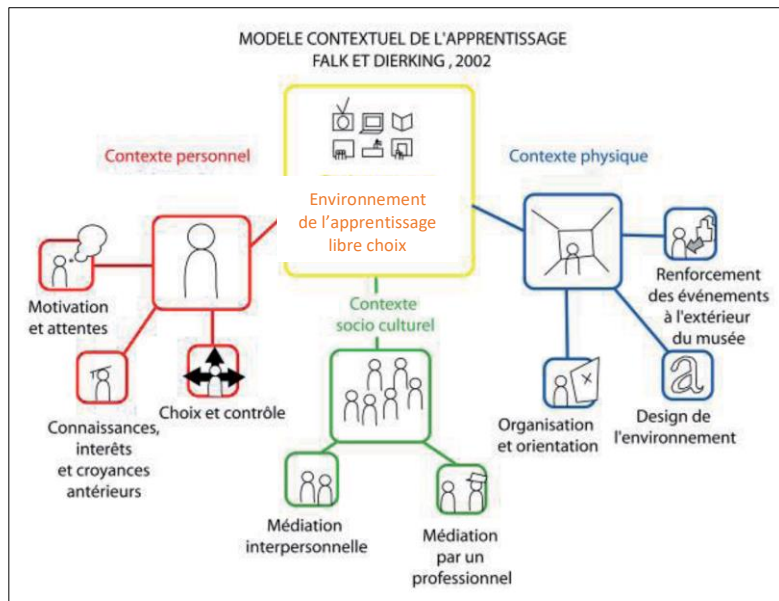 MODELE CONTEXTUEL DE L'APPRENTISSAGE
FALK ET DIERKING , 2002
Contexte personnel
Contexte physique
Environnement
de l'apprentissage
libre choix
Motivation
et attentes
Connaissances,
interêts
et croyances
antérieurs
Choix et contrôle
Contexte
socio culturel
Médiation
interpersonnelle
Médiation
par un
professionnel
Renforcement
des événements
à l'extérieur
du musée
Organisation
et orientation
a
Design de
l'environnement